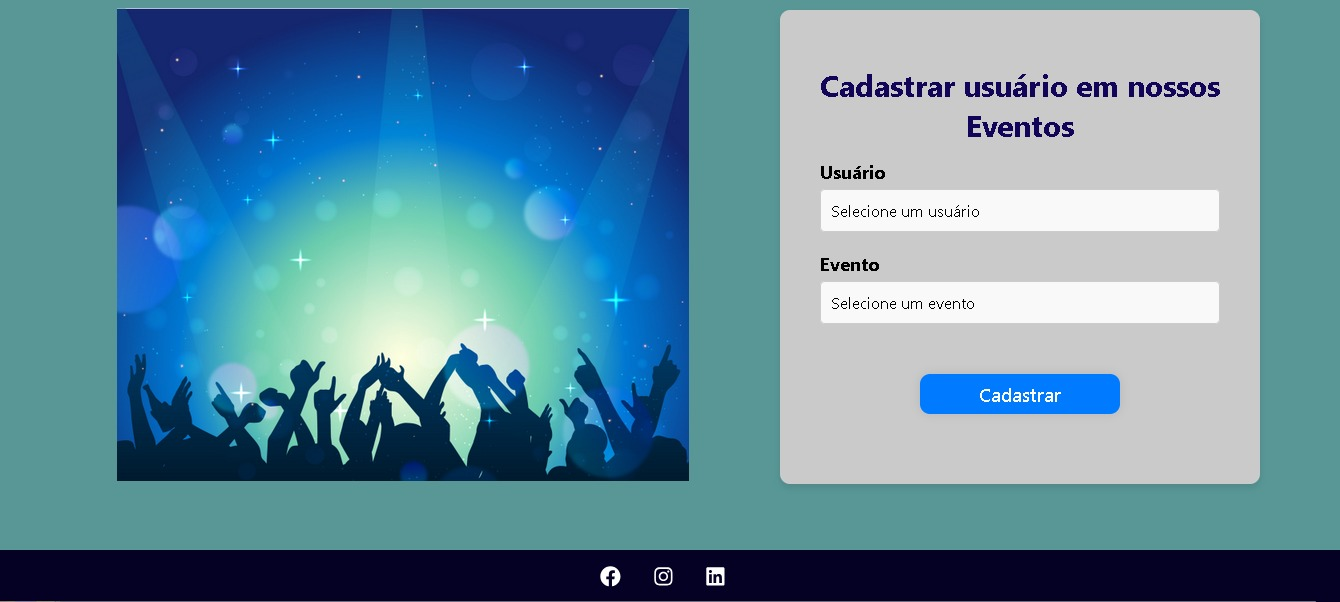 Cadastrar usuário em nossos
Eventos
Usuário
Selecione um usuário
Evento
Selecione um evento
Cadastrar